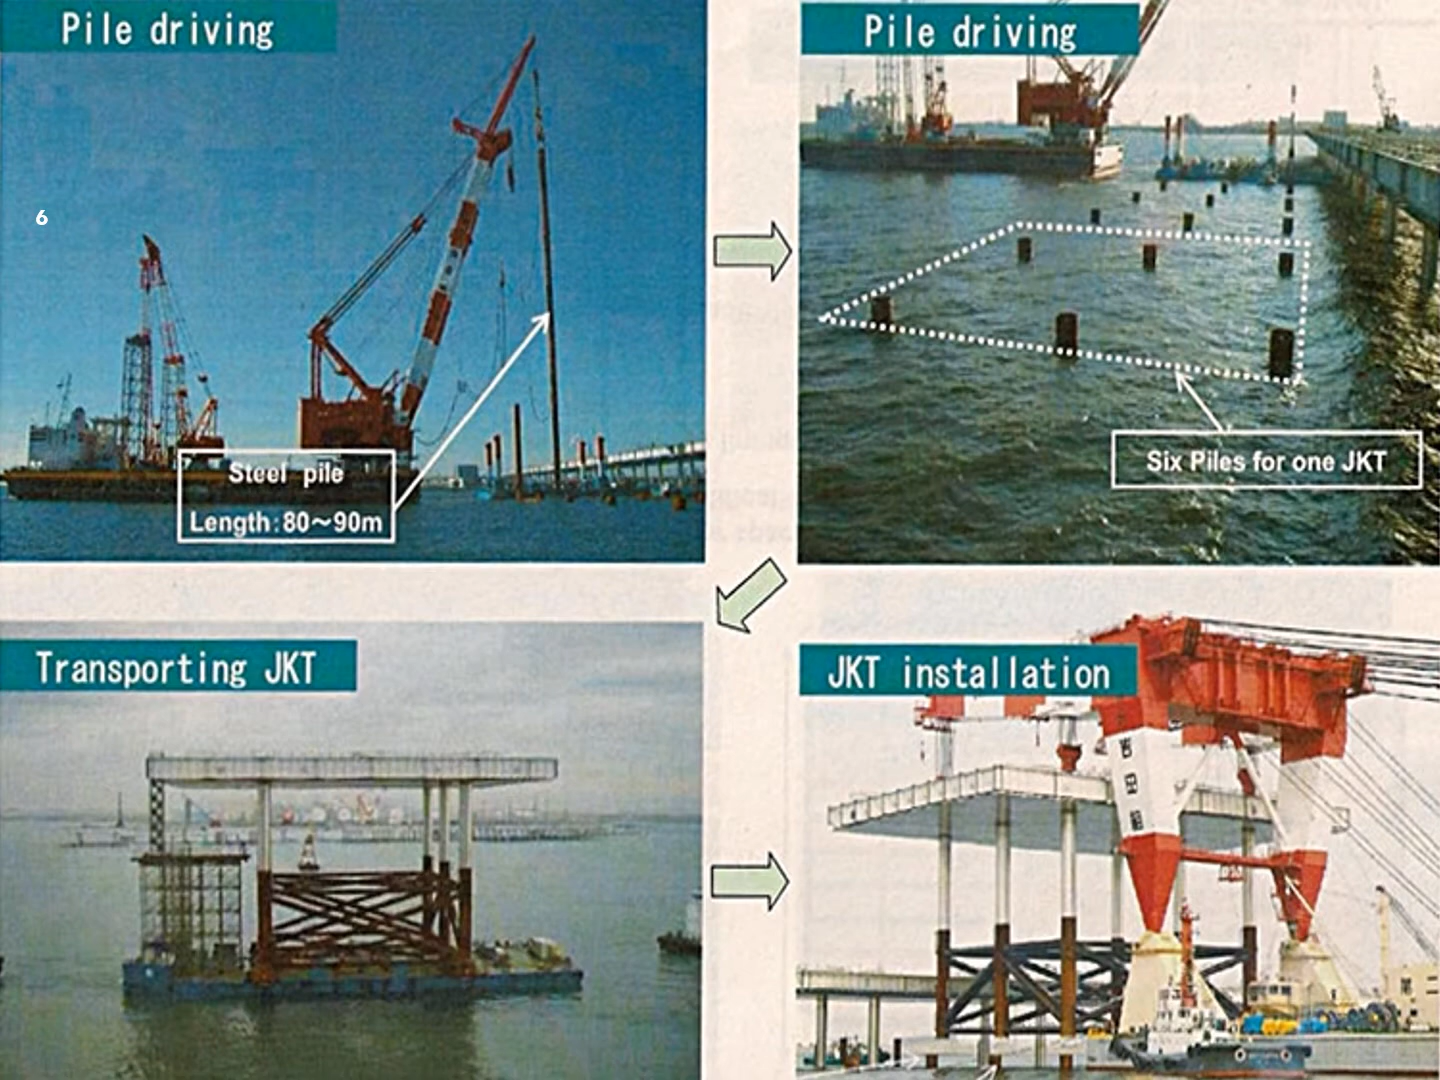 Pile driving
6
Steel pile
Length:80～90m
Pile driving
Six Piles for one JKT
Transporting JKT
JKT installation